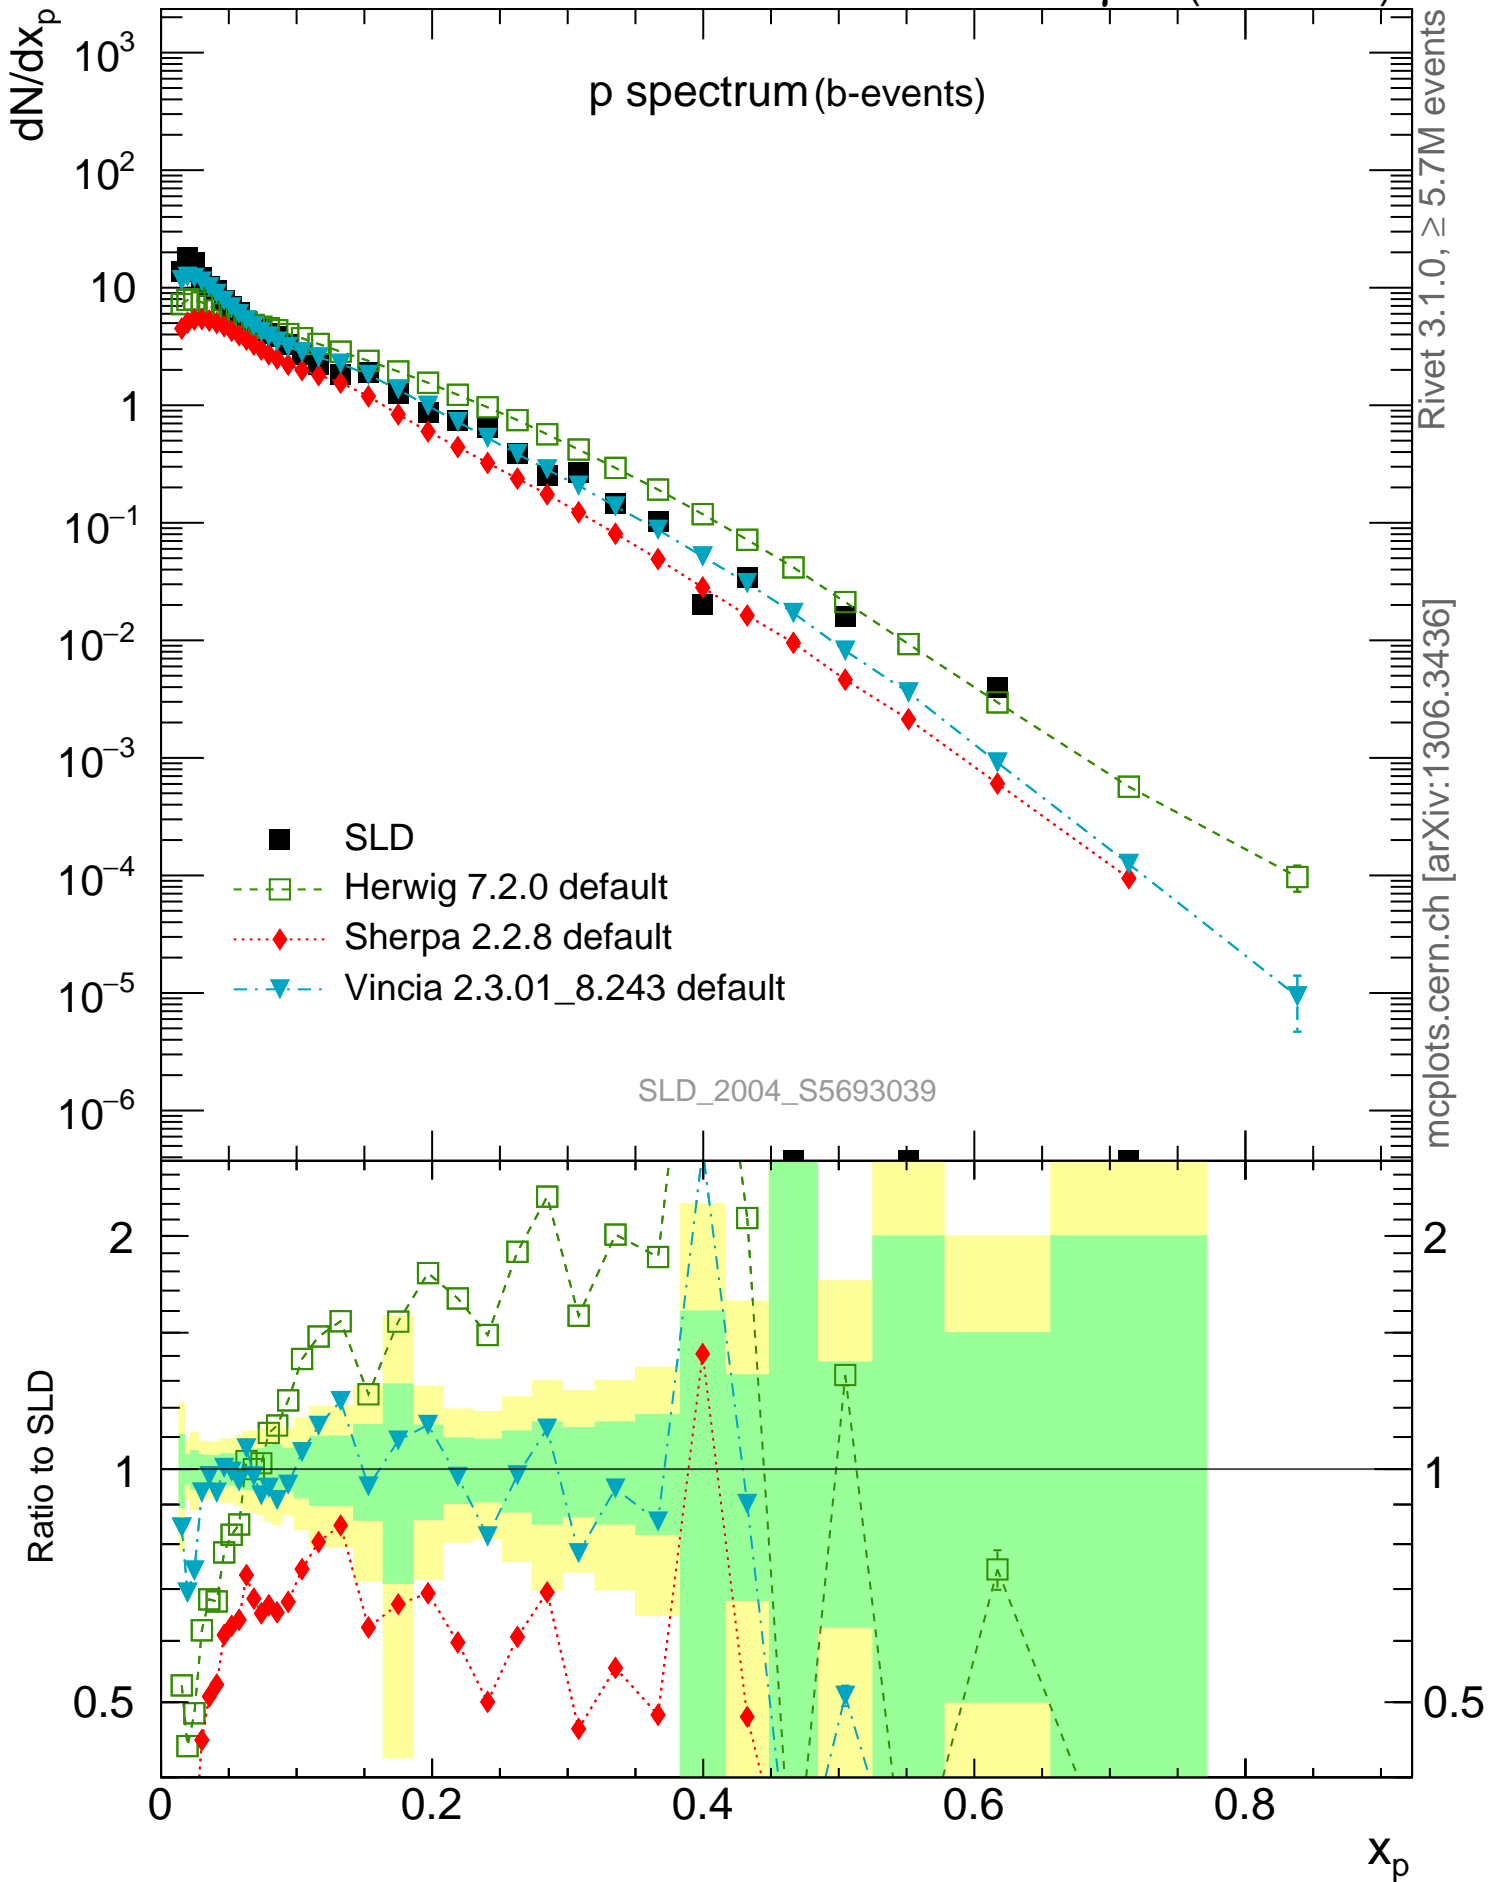 dN/dx_p
p spectrum (b-events)
10^3
10^2
10
1
10^−1
10^−2
10^−3
10^−4
10^−5
10^−6
SLD
Herwig 7.2.0 default
Sherpa 2.2.8 default
Vincia 2.3.01_8.243 default
SLD_2004_S5693039
Rivet 3.1.0, ≥ 5.7M events
mcplots.cern.ch [arXiv:1306.3436]
Ratio to SLD
2
1
0.5
2
1
0.5
0
0.2
0.4
0.6
0.8
x_p